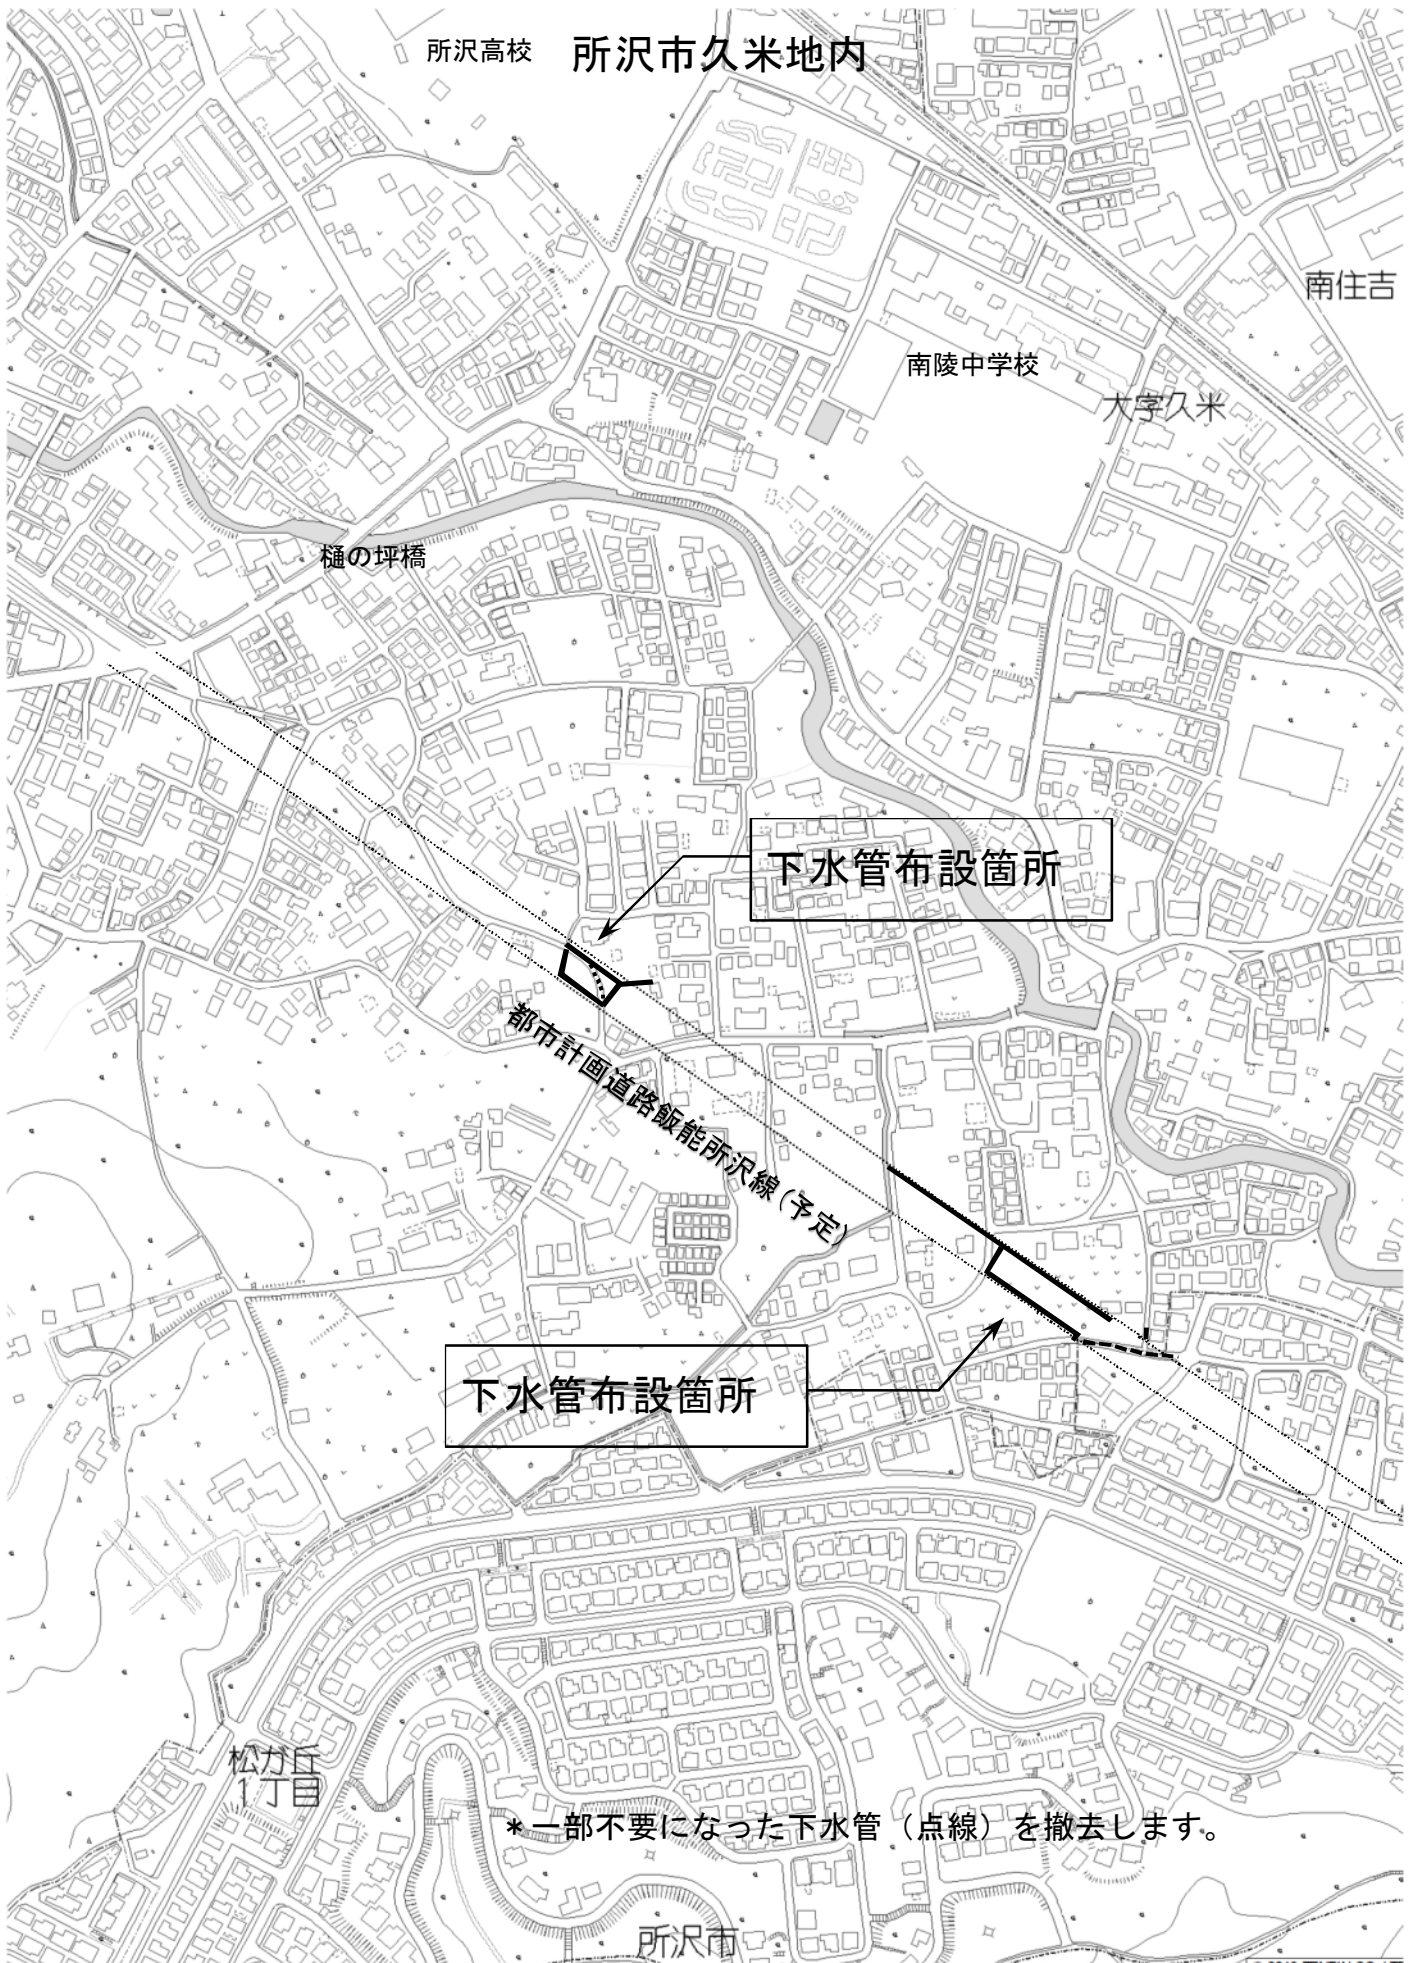 所沢高校
所沢市久米地内
南住吉
南陵中学校
大字久米
樋の坪橋
下水管布設箇所
都市計画道路飯能所沢線（予定）
下水管布設箇所
松が丘
1丁目
＊一部不要になった下水管（点線）を撤去します。
所沢市